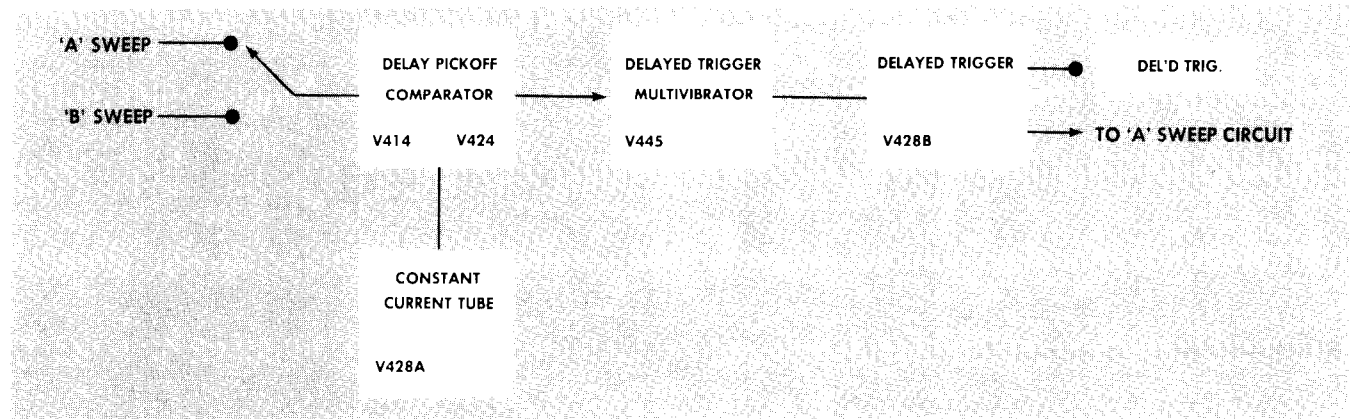 'A' SWEEP
'B' SWEEP
DELAY PICKOFF
COMPARATOR
V414 V424
DELAYED TRIGGER
MULTIVIBRATOR
V445
DELAYED TRIGGER
V428B
DEL'D TRIG.
TO 'A' SWEEP CIRCUIT
CONSTANT
CURRENT TUBE
V428A